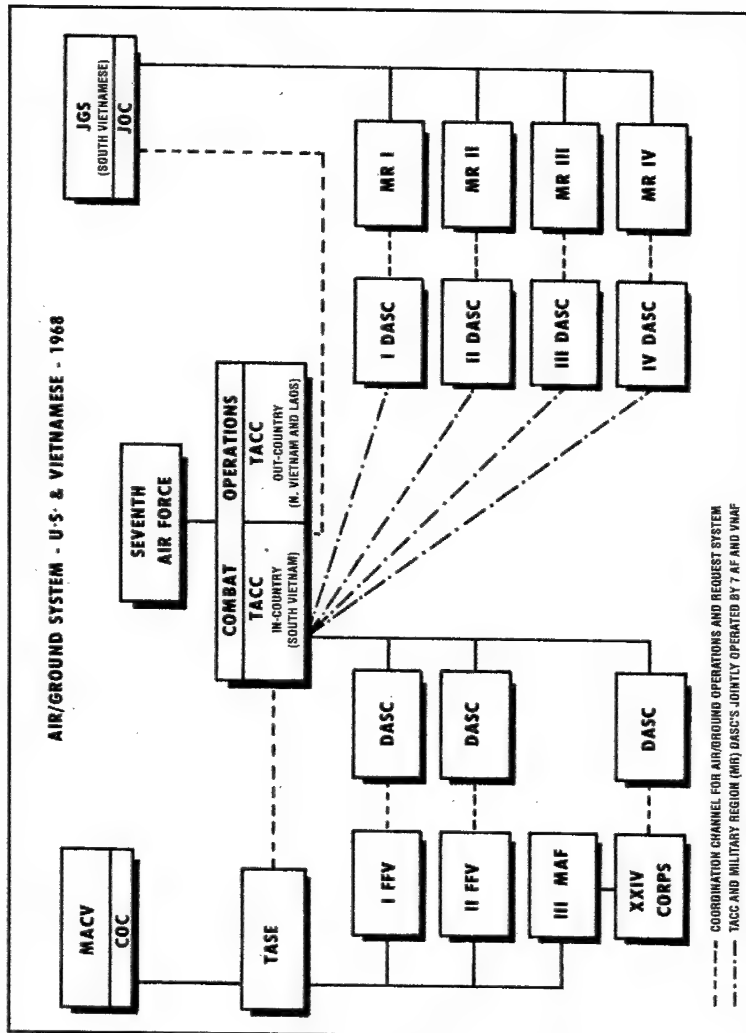 AIR/GROUND SYSTEM - U·S· & VIETNAMESE - 1968
MACV
COC
SEVENTH
AIR FORCE
JGS
(SOUTH VIETNAMESE)
JOC
TASE
COMBAT OPERATIONS
TACC
IN-COUNTRY
(SOUTH VIETNAM)
TACC
OUT-COUNTRY
(N. VIETNAM AND LAOS)
I FFV
DASC
I DASC
MR I
II FFV
DASC
II DASC
MR II
III MAF
III DASC
MR III
XXIV
CORPS
DASC
IV DASC
MR IV
COORDINATION CHANNEL FOR AIR/GROUND OPERATIONS AND REQUEST SYSTEM
TACC AND MILITARY REGION (MR) DASC'S JOINTLY OPERATED BY 7 AF AND VNAF